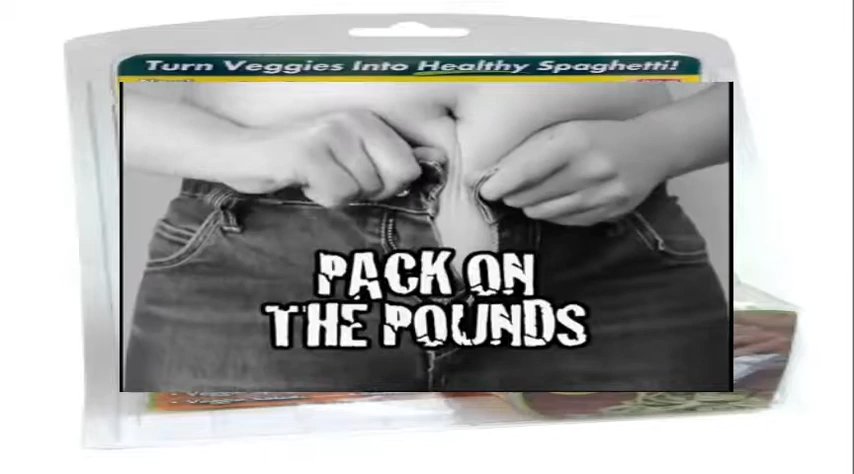 Turn Veggies Into Healthy Spaghetti!
PACK ON
THE POUNDS